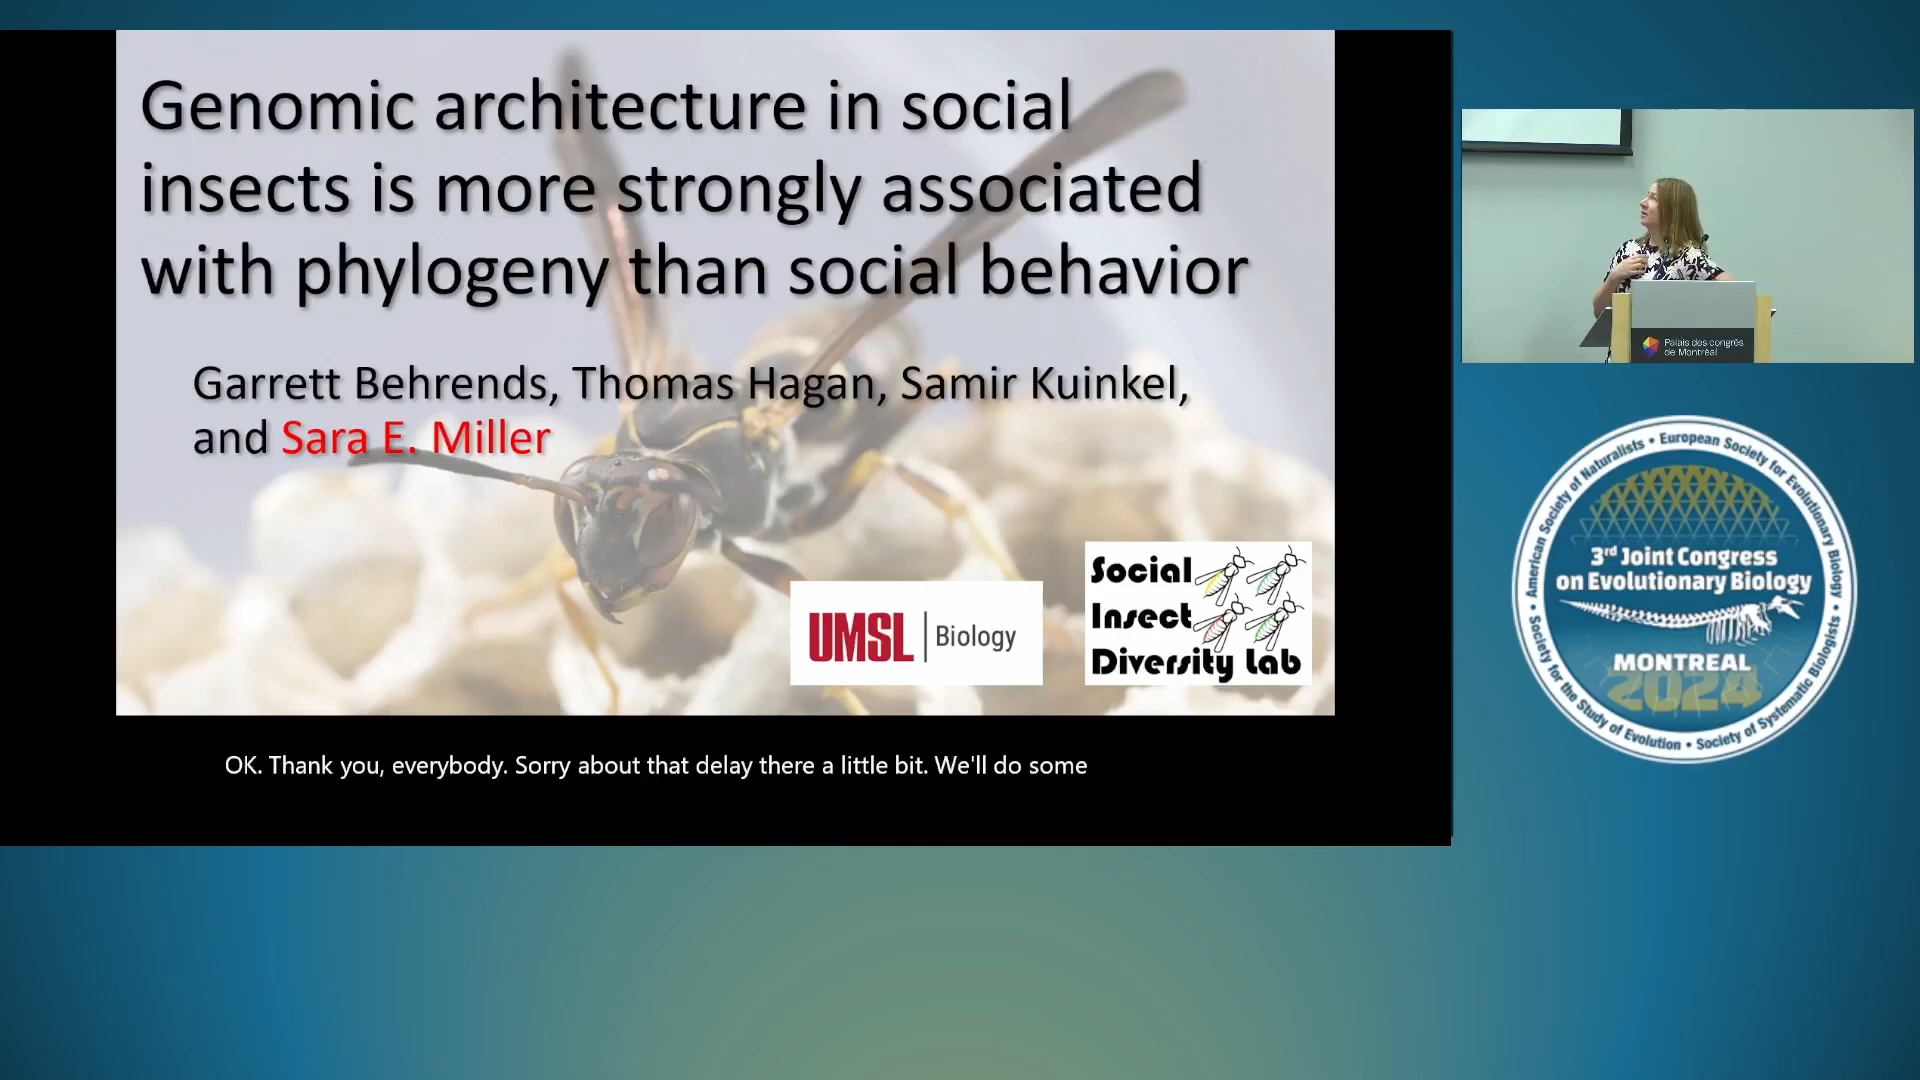 Genomic architecture in social
insects is more strongly associated
with phylogeny than social behavior
Garrett Behrends, Thomas Hagan, Samir Kuinkel,
and Sara E. Miller
UMSL | Biology
Social
Insect
Diversity Lab
OK. Thank you, everybody. Sorry about that delay there a little bit. We'll do some
Palais des congrès
de Montréal
American Society of Naturalists • European Society for Evolutionary Biology • Society of Systematic Biologists • Society for the Study of Evolution •
3rd Joint Congress
on Evolutionary Biology
MONTREAL
2024